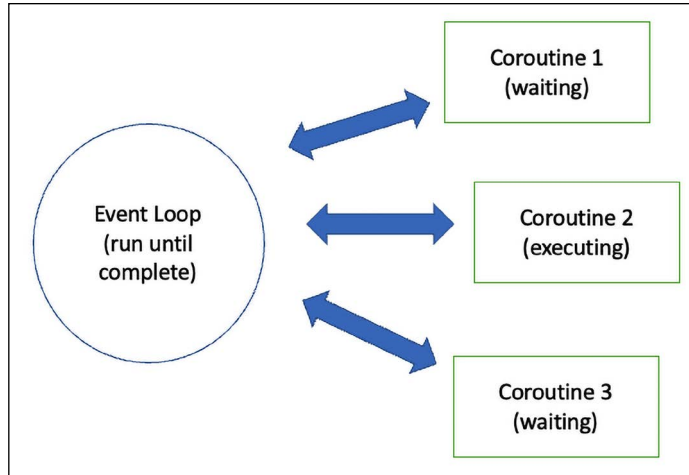 Event Loop
(run until
complete)
Coroutine 1
(waiting)
Coroutine 2
(executing)
Coroutine 3
(waiting)